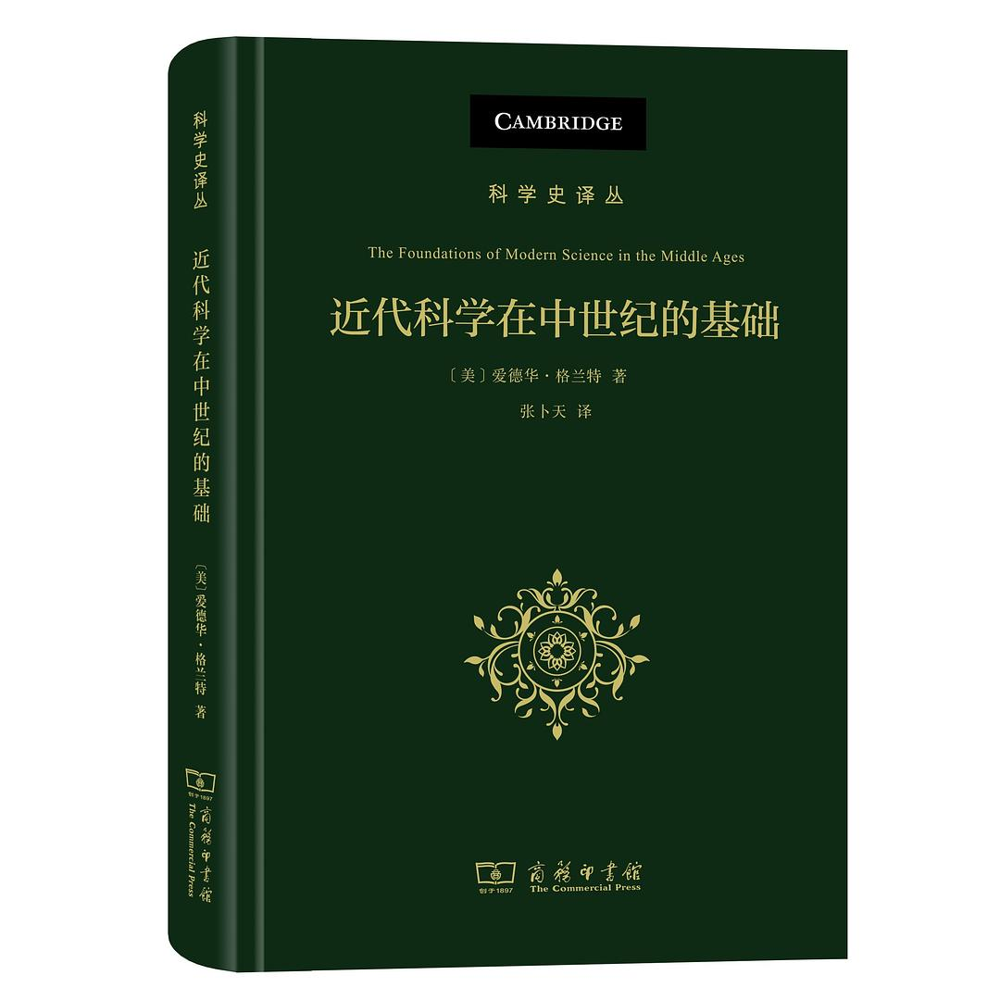 科学史译丛
近代科学在中世纪的基础
〔美〕爱德华·格兰特 著
创于1897
商務印書館
The Commercial Press
CAMBRIDGE
科学史译丛
The Foundations of Modern Science in the Middle Ages
近代科学在中世纪的基础
〔美〕爱德华·格兰特 著
张卜天 译
创于1897
商務印書館
The Commercial Press